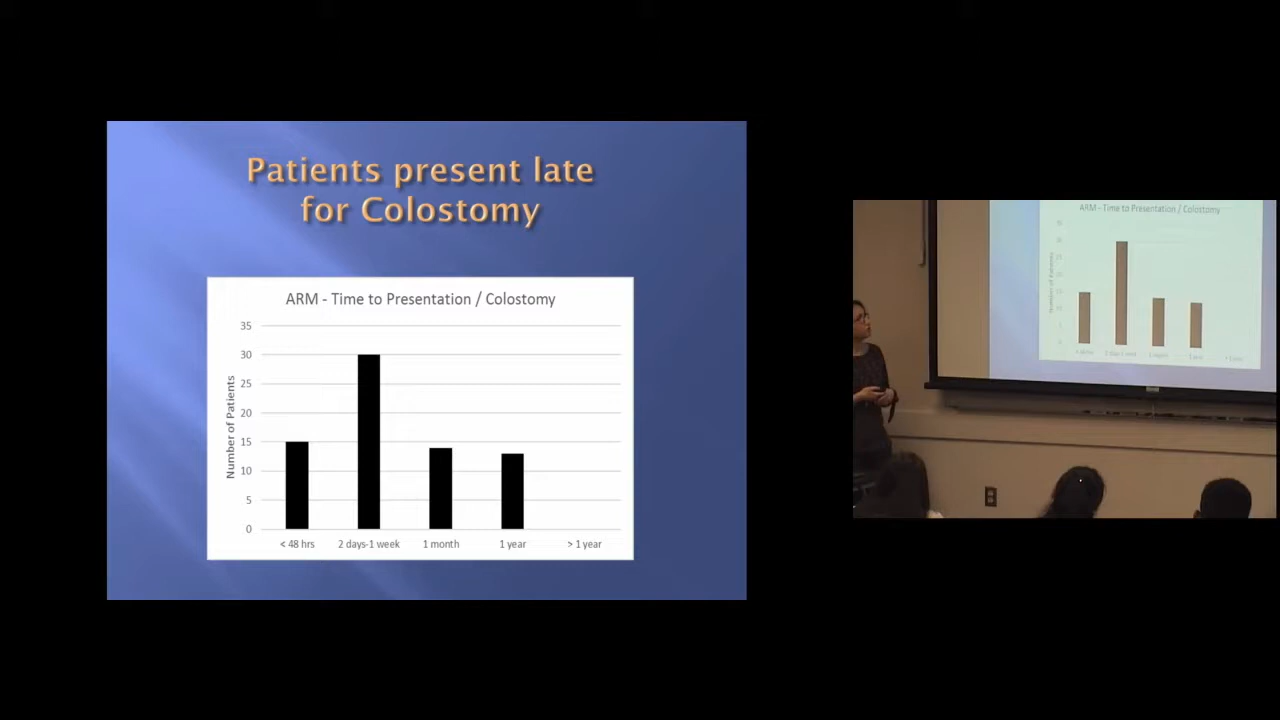 Patients present late
for Colostomy
ARM - Time to Presentation / Colostomy
Number of Patients
35
30
25
20
15
10
5
0
< 48 hrs
2 days-1 week
1 month
1 year
> 1 year
ARM - Time to Presentation / Colostomy